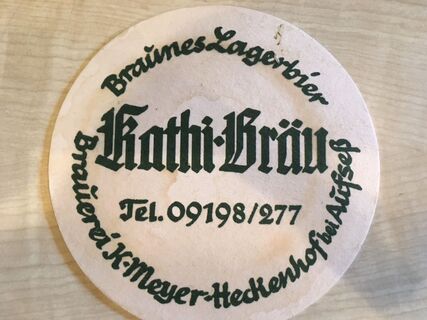 Braunes Lagerbier
Kathi-Bräu
Tel. 09198/277
Brauerei K. Meyer-Heckenhof bei Aufseß